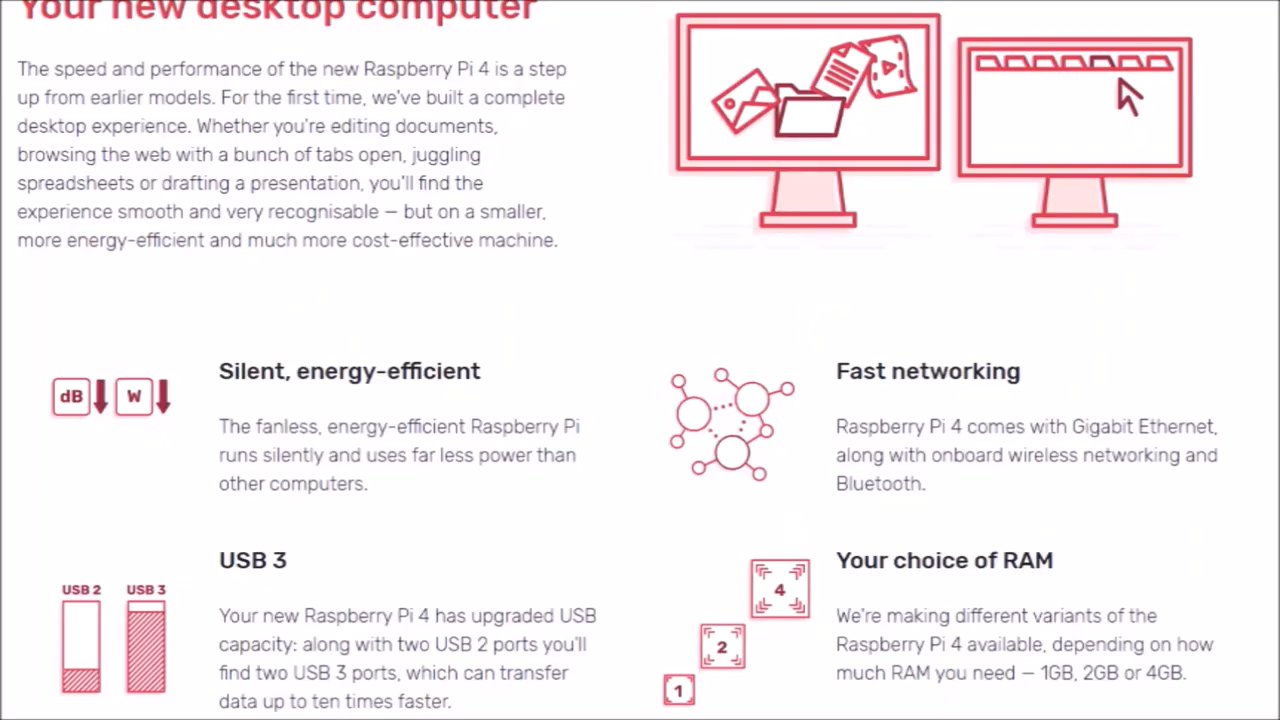 Your new desktop computer
The speed and performance of the new Raspberry Pi 4 is a step
up from earlier models. For the first time, we've built a complete
desktop experience. Whether you're editing documents,
browsing the web with a bunch of tabs open, juggling
spreadsheets or drafting a presentation, you'll find the
experience smooth and very recognisable – but on a smaller,
more energy-efficient and much more cost-effective machine.
dB
W
Silent, energy-efficient
The fanless, energy-efficient Raspberry Pi
runs silently and uses far less power than
other computers.
Fast networking
Raspberry Pi 4 comes with Gigabit Ethernet,
along with onboard wireless networking and
Bluetooth.
USB 2
USB 3
USB 3
Your new Raspberry Pi 4 has upgraded USB
capacity: along with two USB 2 ports you'll
find two USB 3 ports, which can transfer
data up to ten times faster.
4
2
1
Your choice of RAM
We're making different variants of the
Raspberry Pi 4 available, depending on how
much RAM you need – 1GB, 2GB or 4GB.